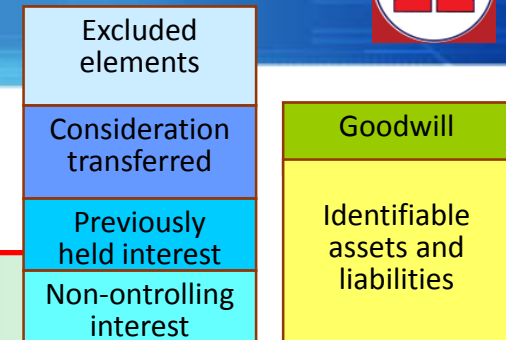 Excluded
elements
Consideration
transferred
Previously
held interest
Non-ontrolling
interest
Goodwill
Identifiable
assets and
liabilities